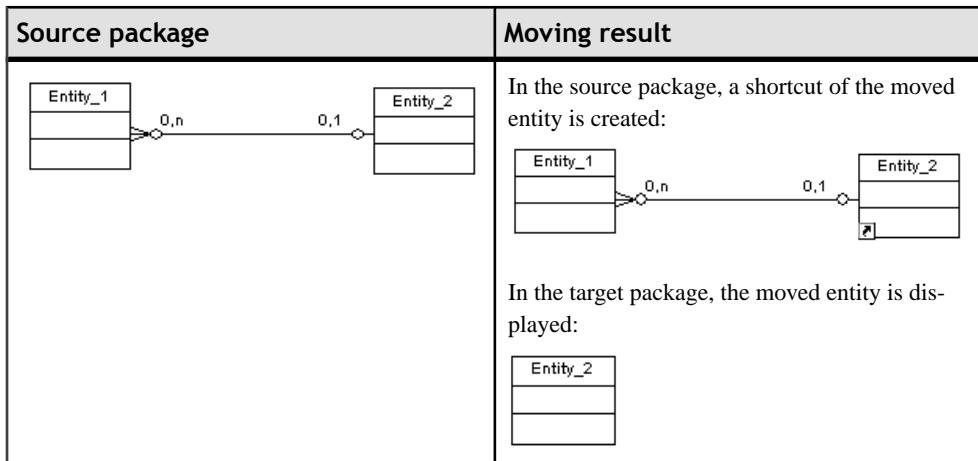 Source package
Moving result
Entity_1
0,n
0,1
Entity_2
In the source package, a shortcut of the moved
entity is created:
Entity_1
0,n
0,1
Entity_2
In the target package, the moved entity is dis-
played:
Entity_2